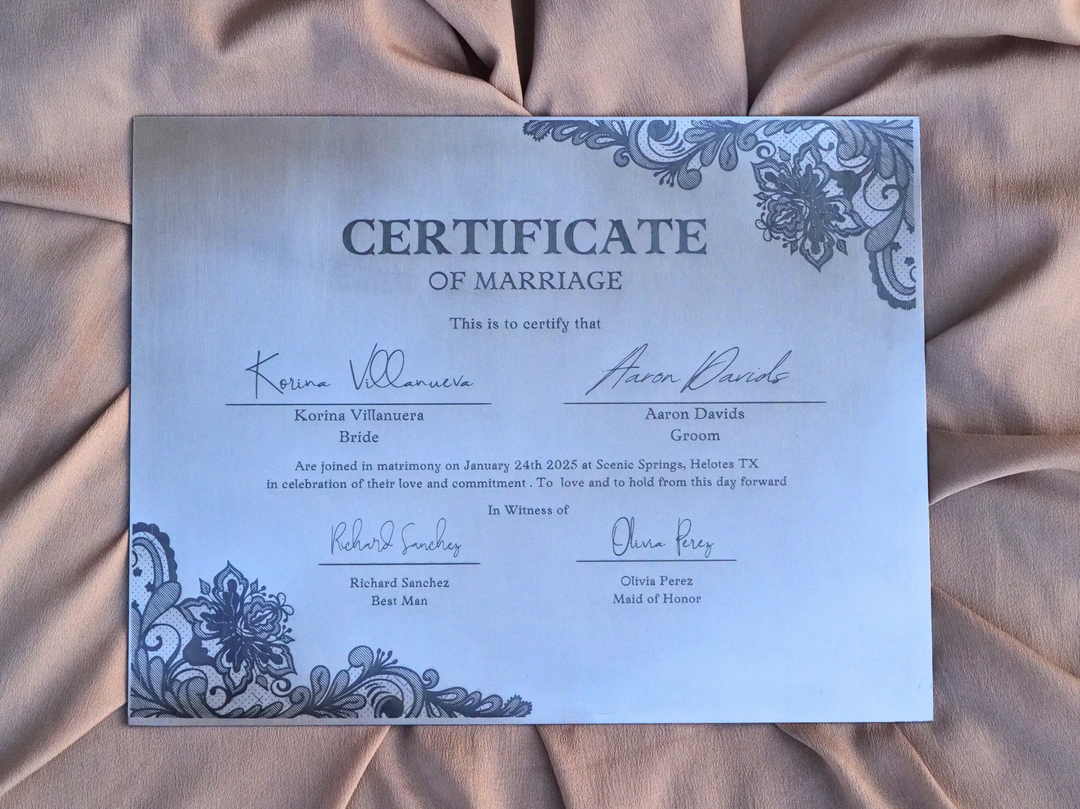 CERTIFICATE
OF MARRIAGE
This is to certify that
Korina Villanueva Aaron Davids
Korina Villanuera Aaron Davids
Bride Groom
Are joined in matrimony on January 24th 2025 at Scenic Springs, Helotes TX
in celebration of their love and commitment . To love and to hold from this day forward
In Witness of
Richard Sanchez Olivia Perez
Richard Sanchez Olivia Perez
Best Man Maid of Honor